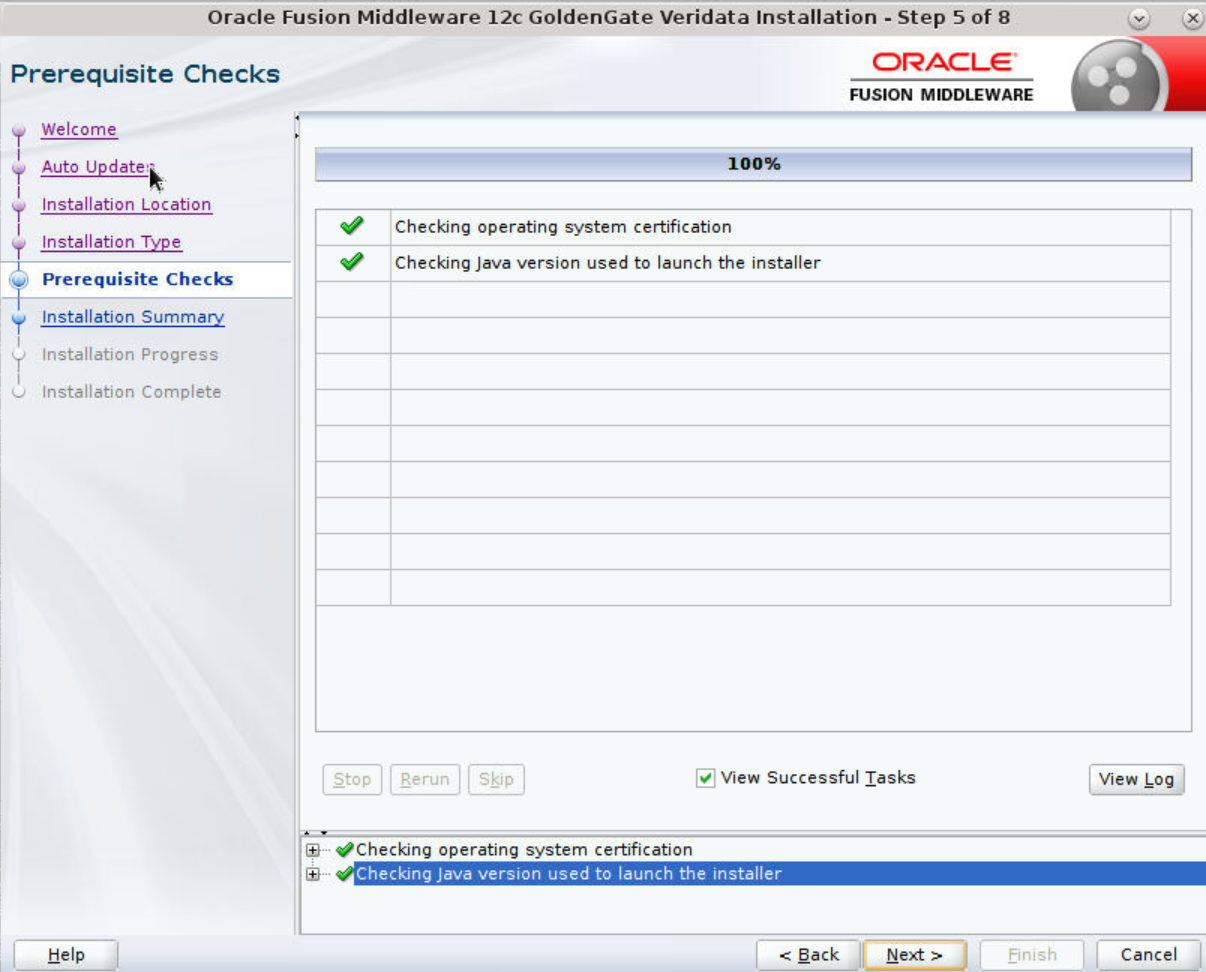 Oracle Fusion Middleware 12c GoldenGate Veridata Installation - Step 5 of 8
Prerequisite Checks
ORACLE
FUSION MIDDLEWARE
Welcome
Auto Updates
Installation Location
Installation Type
Prerequisite Checks
Installation Summary
Installation Progress
Installation Complete
100%
Checking operating system certification
Checking Java version used to launch the installer
Stop Rerun Skip View Successful Tasks View Log
Checking operating system certification
Checking Java version used to launch the installer
Help < Back Next > Finish Cancel